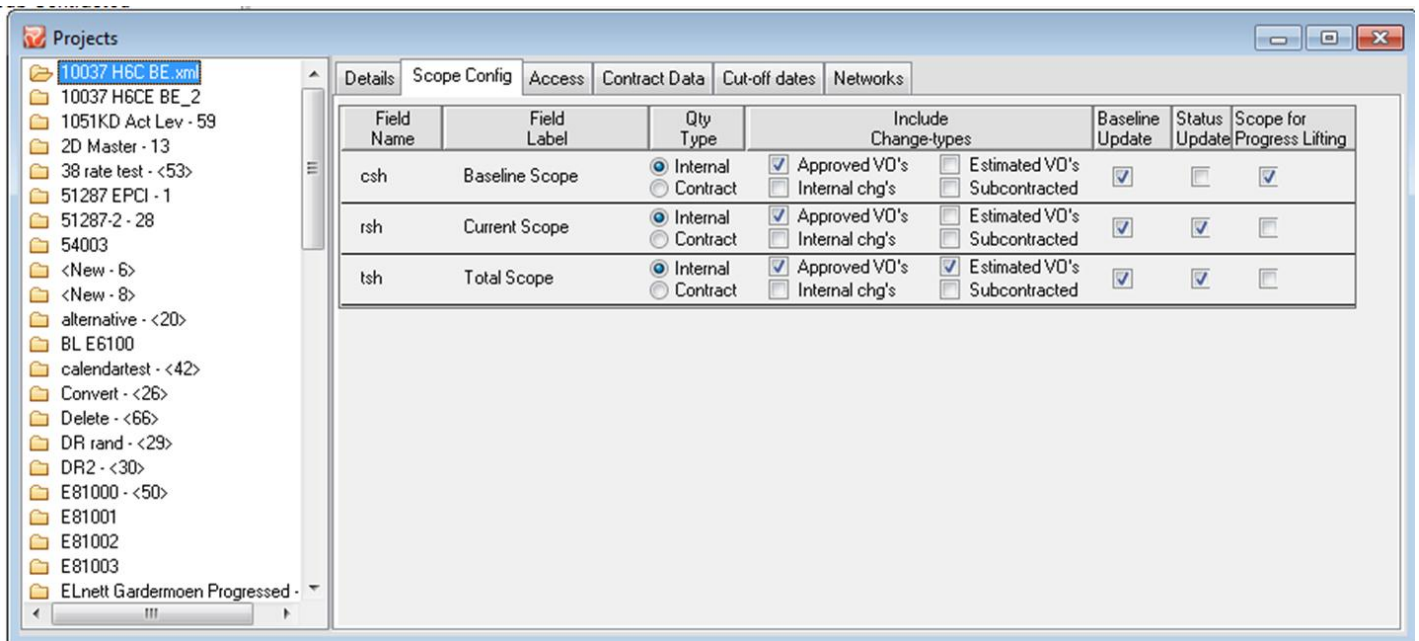 Projects
10037 H6C BE.xml
10037 H6CE BE_2
1051KD Act Lev - 59
2D Master - 13
38 rate test - <53>
51287 EPCI - 1
51287-2 - 28
54003
<New - 6>
<New - 8>
alternative - <20>
BL E6100
calendartest - <42>
Convert - <26>
Delete - <66>
DR rand - <29>
DR2 - <30>
E81000 - <50>
E81001
E81002
E81003
ELnett Gardermoen Progressed -
Details Scope Config Access Contract Data Cut-off dates Networks
Field Field Qty Include Baseline Status Scope for
Name Label Type Change-types Update Update Progress Lifting
csh Baseline Scope Internal Approved VO's Estimated VO's
Contract Internal chg's Subcontracted
rsh Current Scope Internal Approved VO's Estimated VO's
Contract Internal chg's Subcontracted
tsh Total Scope Internal Approved VO's Estimated VO's
Contract Internal chg's Subcontracted